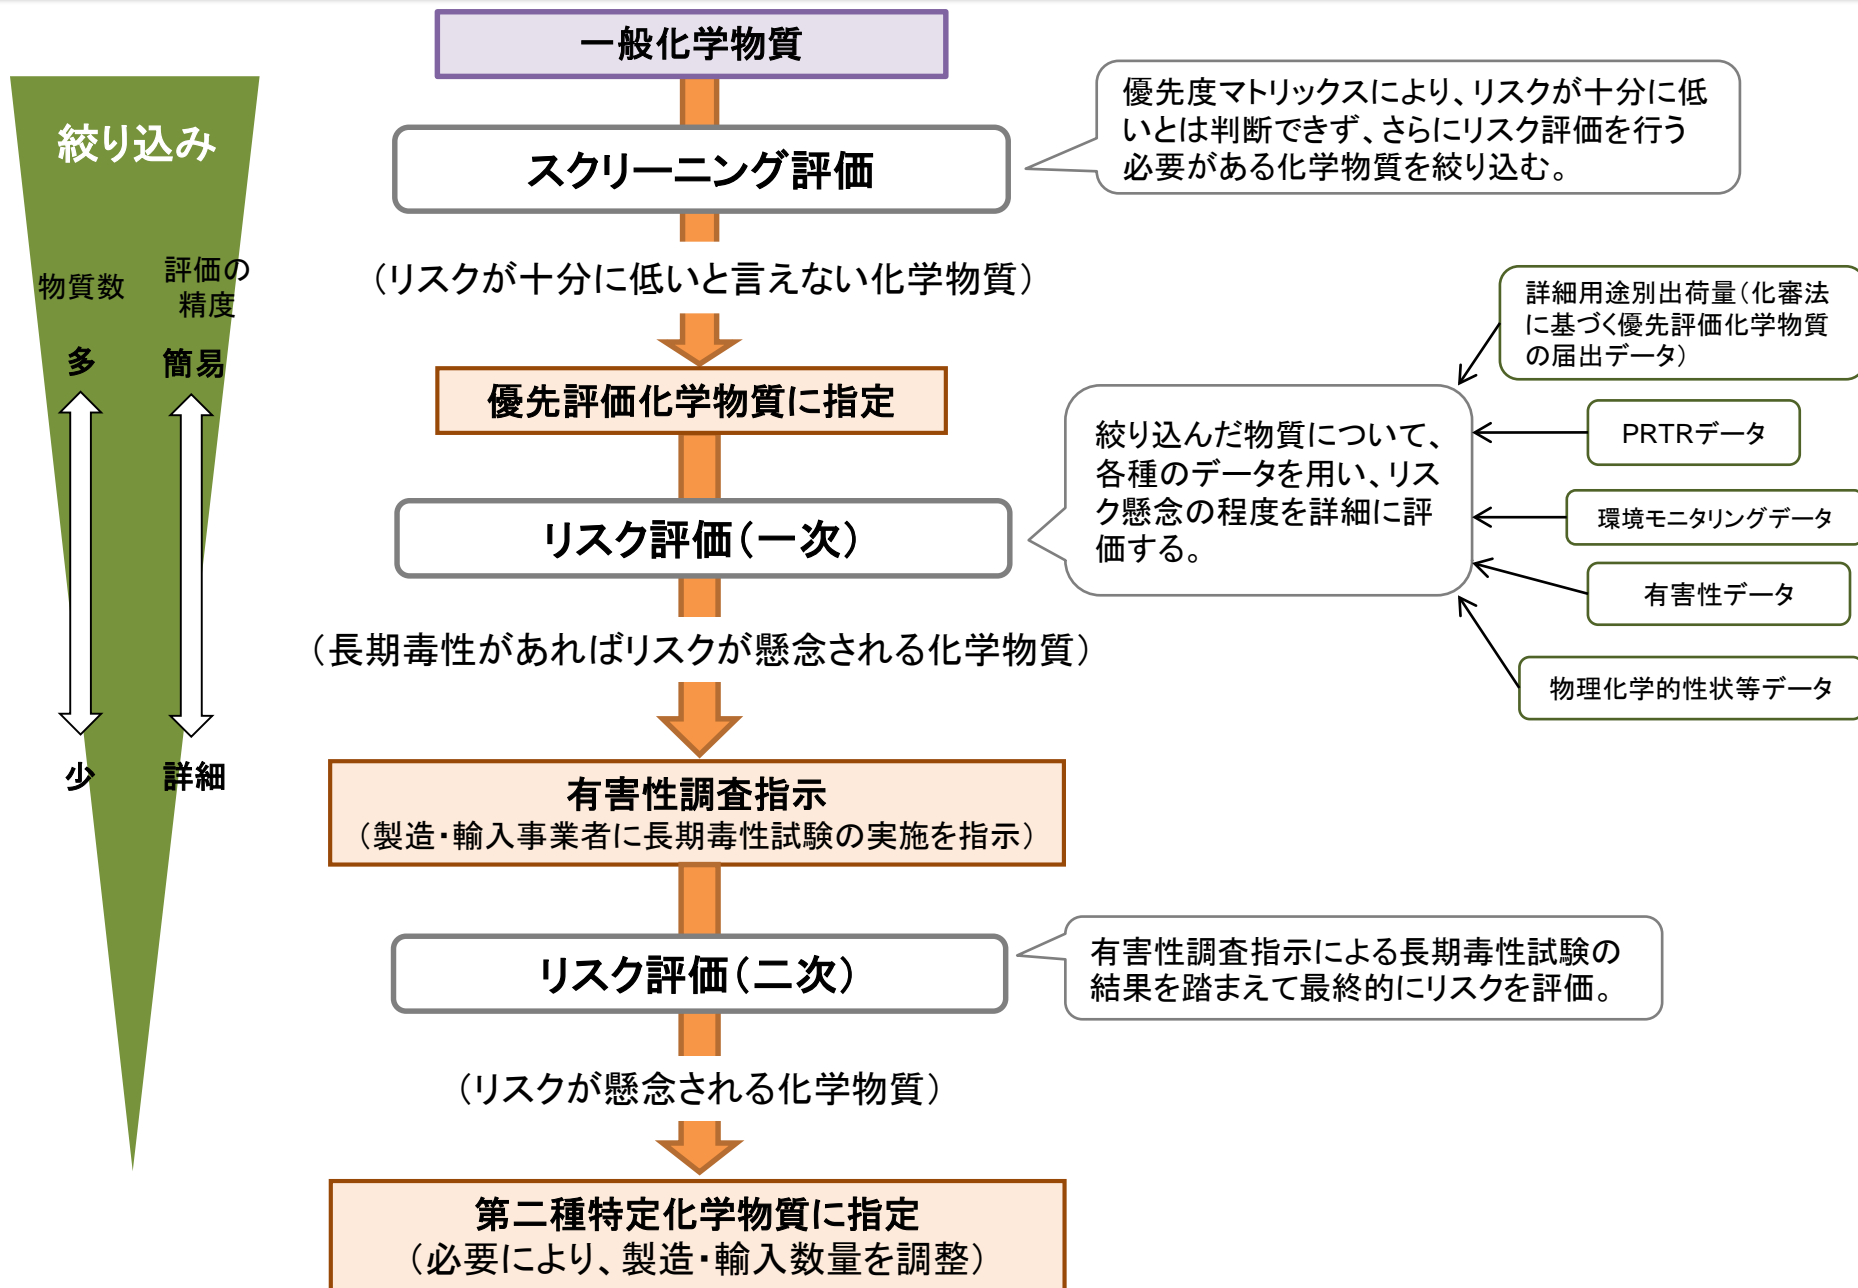 一般化学物質
絞り込み
優先度マトリックスにより、リスクが十分に低
いとは判断できず、さらにリスク評価を行う
必要がある化学物質を絞り込む。
スクリーニング評価
（リスクが十分に低いと言えない化学物質）
物質数
評価の
精度
多
簡易
詳細用途別出荷量（化審法
に基づく優先評価化学物質
の届出データ）
優先評価化学物質に指定
絞り込んだ物質について、
各種のデータを用い、リス
ク懸念の程度を詳細に評
価する。
PRTRデータ
環境モニタリングデータ
有害性データ
物理化学的性状等データ
リスク評価（一次）
（長期毒性があればリスクが懸念される化学物質）
少
詳細
有害性調査指示
（製造・輸入事業者に長期毒性試験の実施を指示）
リスク評価（二次）
有害性調査指示による長期毒性試験の
結果を踏まえて最終的にリスクを評価。
（リスクが懸念される化学物質）
第二種特定化学物質に指定
（必要により、製造・輸入数量を調整）